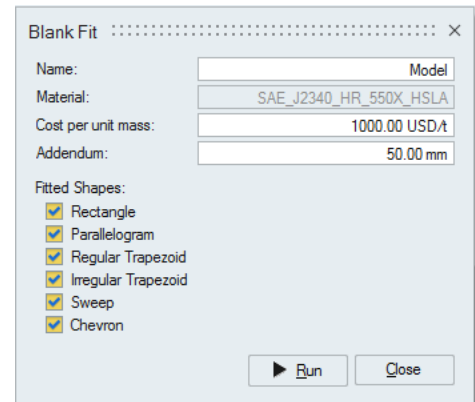 Blank Fit
Name: Model
Material: SAE_J2340_HR_550X_HSLA
Cost per unit mass: 1000.00 USD/t
Addendum: 50.00 mm
Fitted Shapes:
Rectangle
Parallelogram
Regular Trapezoid
Irregular Trapezoid
Sweep
Chevron
Run Close